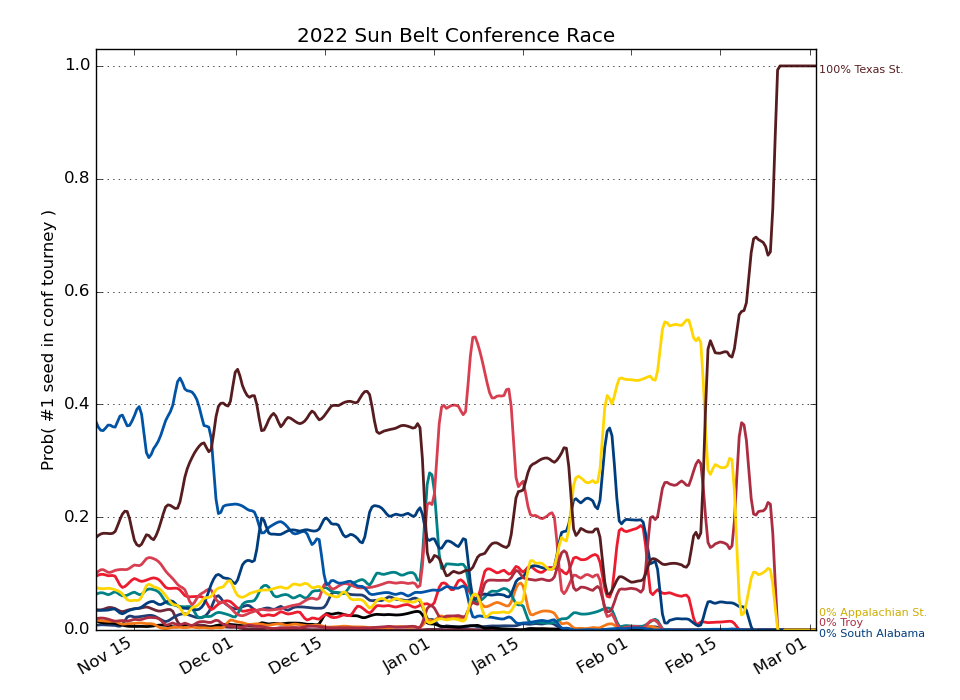 2022 Sun Belt Conference Race
Prob( #1 seed in conf tourney )
1.0
0.8
0.6
0.4
0.2
0.0
Nov 15
Dec 01
Dec 15
Jan 01
Jan 15
Feb 01
Feb 15
Mar 01
100% Texas St.
0% Appalachian St.
0% Troy
0% South Alabama